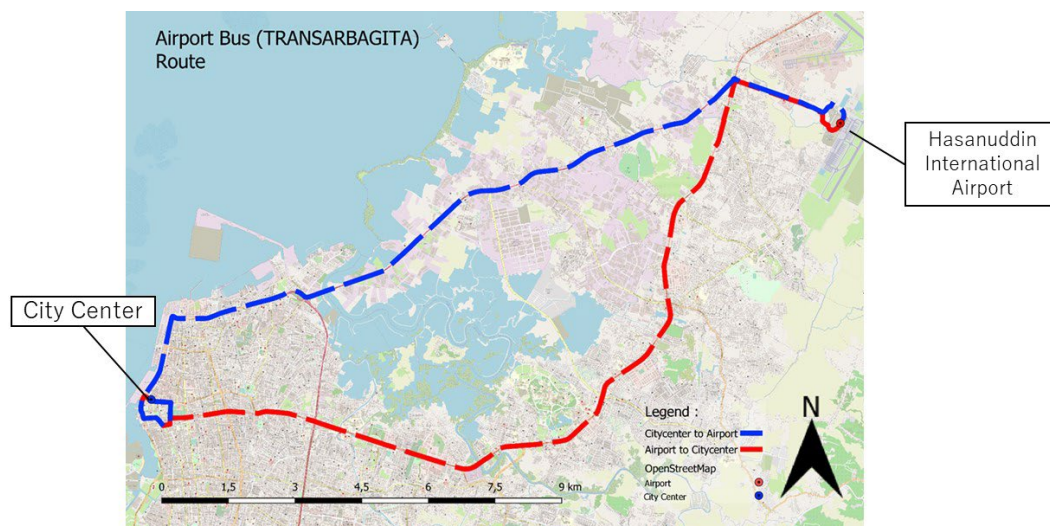 Airport Bus (TRANSARBAGITA)
Route
Hasanuddin
International
Airport
City Center
Legend :
Citycenter to Airport
Airport to Citycenter
OpenStreetMap
Airport
City Center
N
0 1,5 3 4,5 6 7,5 9 km